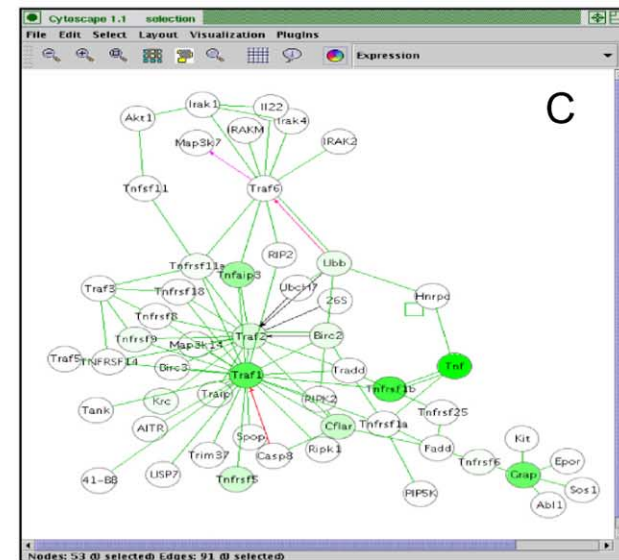 Cytoscape 1.1 selection
File Edit Select Layout Visualization Plugins
Expression
C
Irak1
Il22
Akt1
IRAKM
Irak4
Map3k7
IRAK2
Tnfsf11
Traf6
RIP2
Ubb
Tnfrsf11a
Tnfaip3
Traf3
Tnfrsf18
UbcH7
26S
Hnrpd
Tnfrsf8
Traf2
Birc2
Tnfrsf9
Map3k14
Traf5
TNFRSF14
Birc3
Traf1
Tradd
Tnf
Tnfrsf1b
Krc
Traip
RIPK2
Tank
Tnfrsf25
AITR
Cflar
Tnfrsf1a
Spop
Trim37
Casp8
Ripk1
Fadd
Tnfrsf6
Kit
Epor
Grap
41-BB
USP7
Tnfrsf5
PIP5K
Sos1
Abl1
Nodes: 53 (0 selected) Edges: 91 (0 selected)